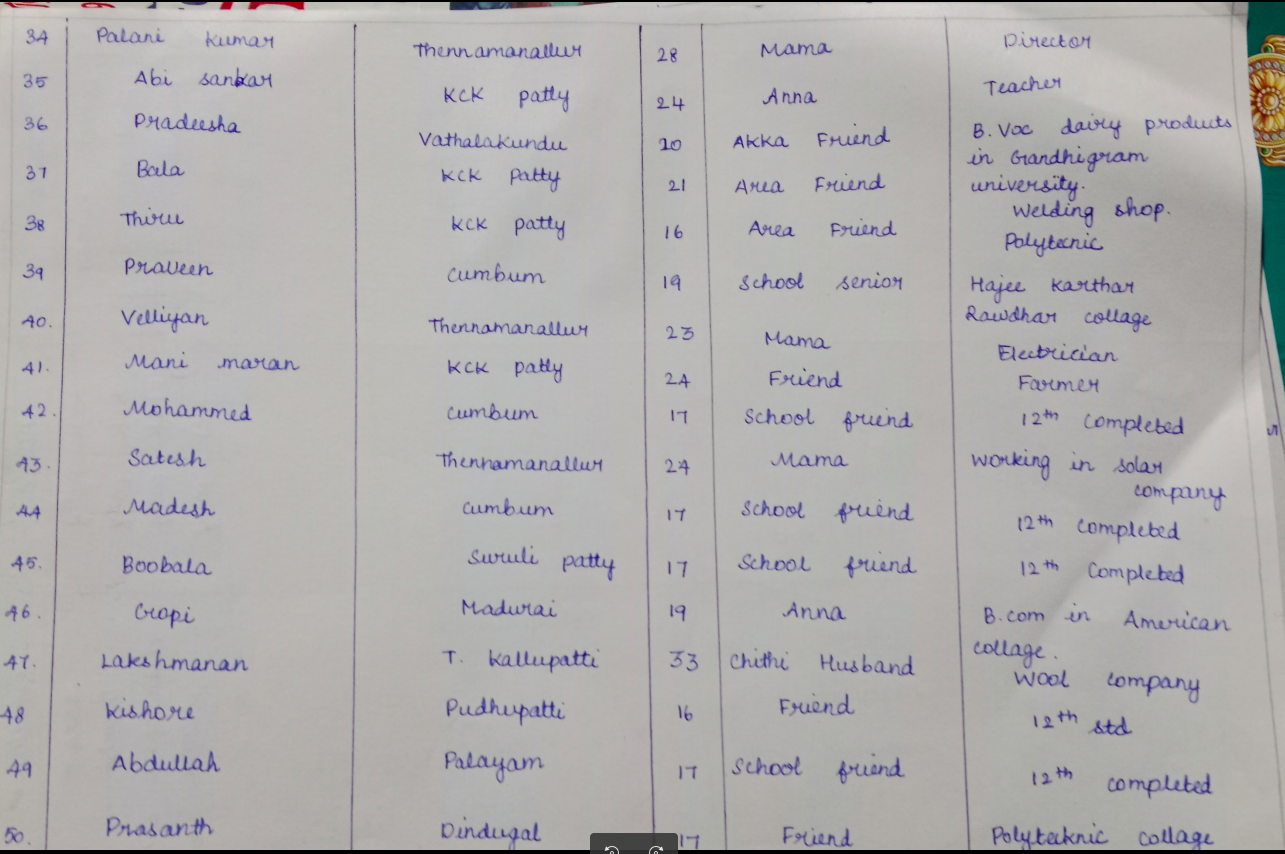 34 Palani Kumar Thennamanallur 28 Mama Director
35 Abi sankar KCK patty 24 Anna Teacher
36 Pradeesha Vathalakundu 20 Akka Friend B. Voc dairy products
in Gandhigram
37 Bala KCK Patty 21 Area Friend university.
Welding shop.
38 Thiru KCK patty 16 Area Friend Polytecnic
39 Praveen Cumbum 19 School senior Hajee Karthar
Rawdhar collage
40. Velliyan Thennamanallur 23 Mama Electrician
41. Mani maran KCK patty 24 Friend Farmer
42. Mohammed Cumbum 17 School friend 12th Completed
43. Satesh Thennamanallur 24 Mama Working in solar
company
44 Madesh Cumbum 17 School friend 12th Completed
45. Boobala Suruli patty 17 School friend 12th Completed
46. Gropi Madurai 19 Anna B.com in American
collage.
47. Lakshmanan T. Kallupatti 33 Chithi Husband Wool company
48 Kishore Pudhupatti 16 Friend 12th std
49 Abdullah Palayam 17 School friend 12th completed
50. Prasanth Dindugal 17 Friend Polyteknic collage